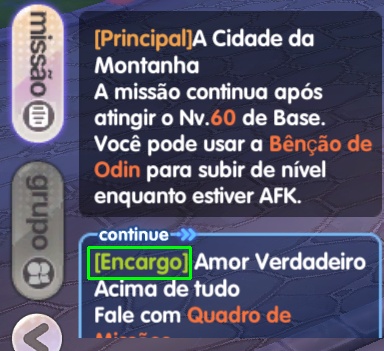 missão
grupo
[Principal]A Cidade da
Montanha
A missão continua após
atingir o Nv.60 de Base.
Você pode usar a Bênção de
Odin para subir de nível
enquanto estiver AFK.
continue
[Encargo] Amor Verdadeiro
Acima de tudo
Fale com Quadro de
Missões